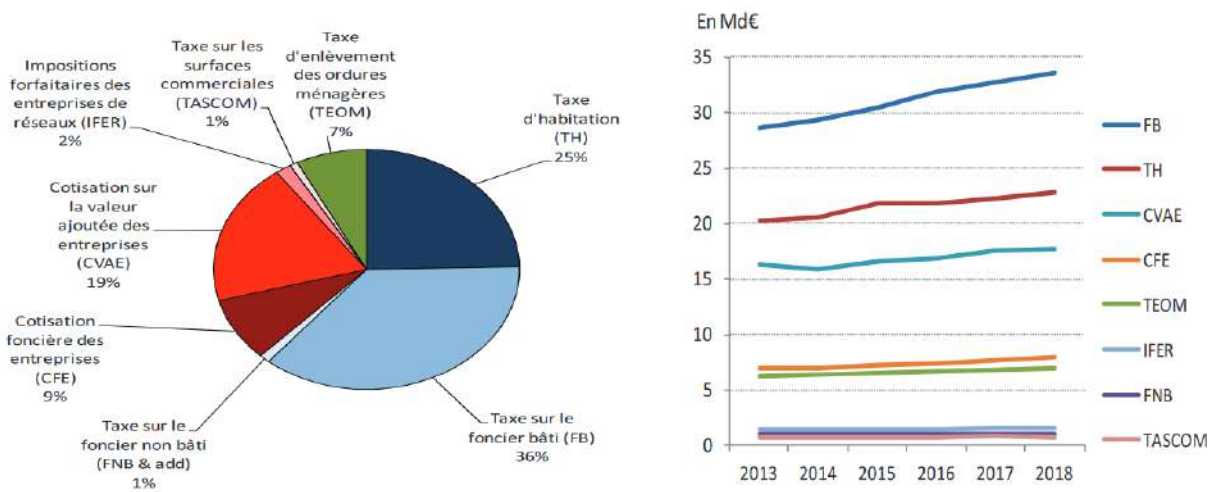 Impositions
forfaitaires des
entreprises de
réseaux (IFER)
2%
Taxe sur les
surfaces
commerciales
(TASCOM)
1%
Taxe
d'enlèvement
des ordures
ménagères
(TEOM)
7%
Taxe
d'habitation
(TH)
25%
Cotisation sur
la valeur
ajoutée des
entreprises
(CVAE)
19%
Cotisation
foncière des
entreprises
(CFE)
9%
Taxe sur le
foncier non bâti
(FNB & add)
1%
Taxe sur le
foncier bâti (FB)
36%
En Md€
35
30
25
20
15
10
5
0
2013 2014 2015 2016 2017 2018
FB
TH
CVAE
CFE
TEOM
IFER
FNB
TASCOM